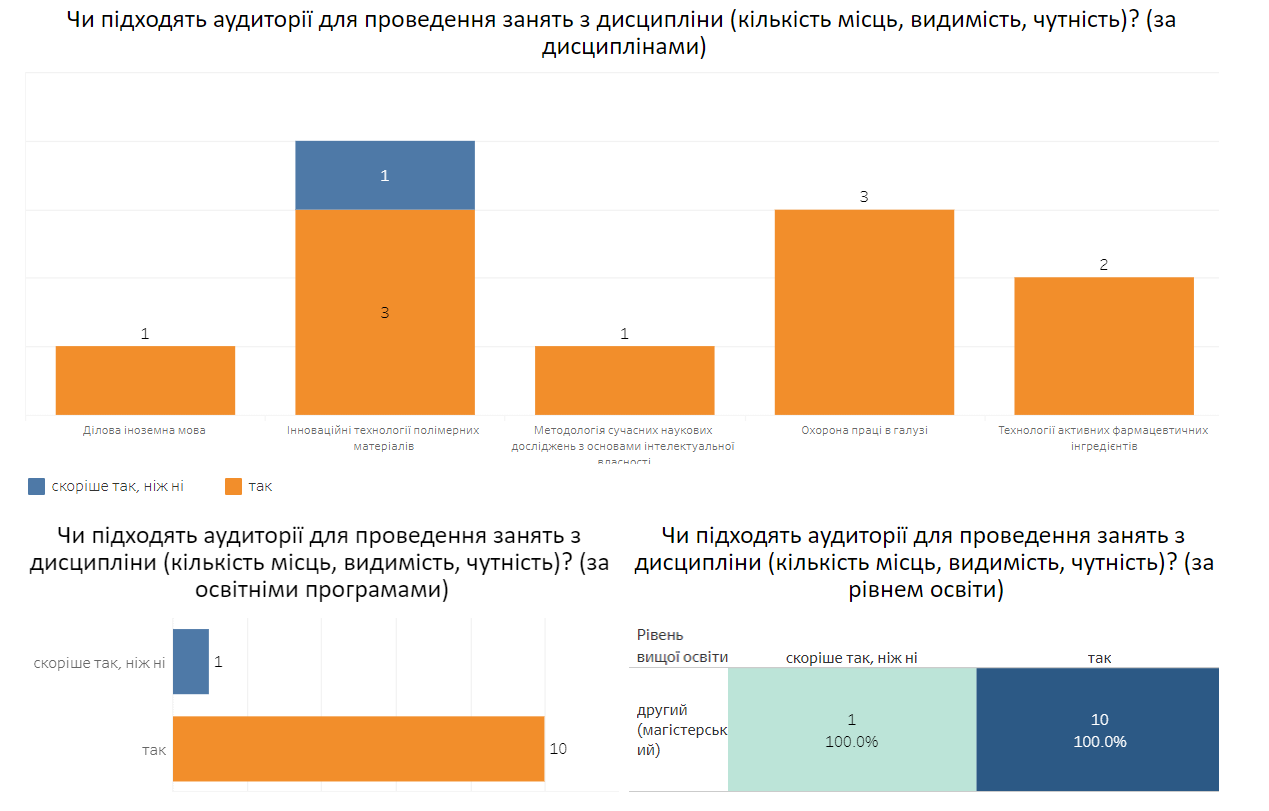 Чи підходять аудиторії для проведення занять з дисципліни (кількість місць, видимість, чутність)? (за
дисциплінами)
1
1
3
1
3
2
Ділова іноземна мова
Інноваційні технології полімерних
матеріалів
Методологія сучасних наукових
досліджень з основами інтелектуальної
власності
Охорона праці в галузі
Технології активних фармацевтичних
інгредієнтів
скоріше так, ніж ні
так
Чи підходять аудиторії для проведення занять з
дисципліни (кількість місць, видимість, чутність)? (за
освітніми програмами)
скоріше так, ніж ні
1
так
10
Чи підходять аудиторії для проведення занять з
дисципліни (кількість місць, видимість, чутність)? (за
рівнем освіти)
Рівень
вищої освіти
скоріше так, ніж ні
так
другий
(магістерськ
ий)
1
100.0%
10
100.0%